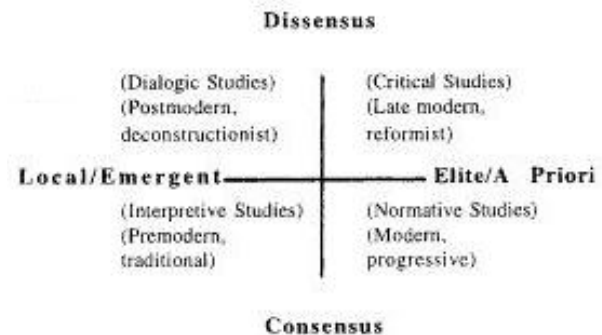 Dissensus
(Dialogic Studies)
(Postmodern,
deconstructionist)
(Critical Studies)
(Late modern,
reformist)
Local/Emergent
Elite/A Priori
(Interpretive Studies)
(Premodern,
traditional)
(Normative Studies)
(Modern,
progressive)
Consensus